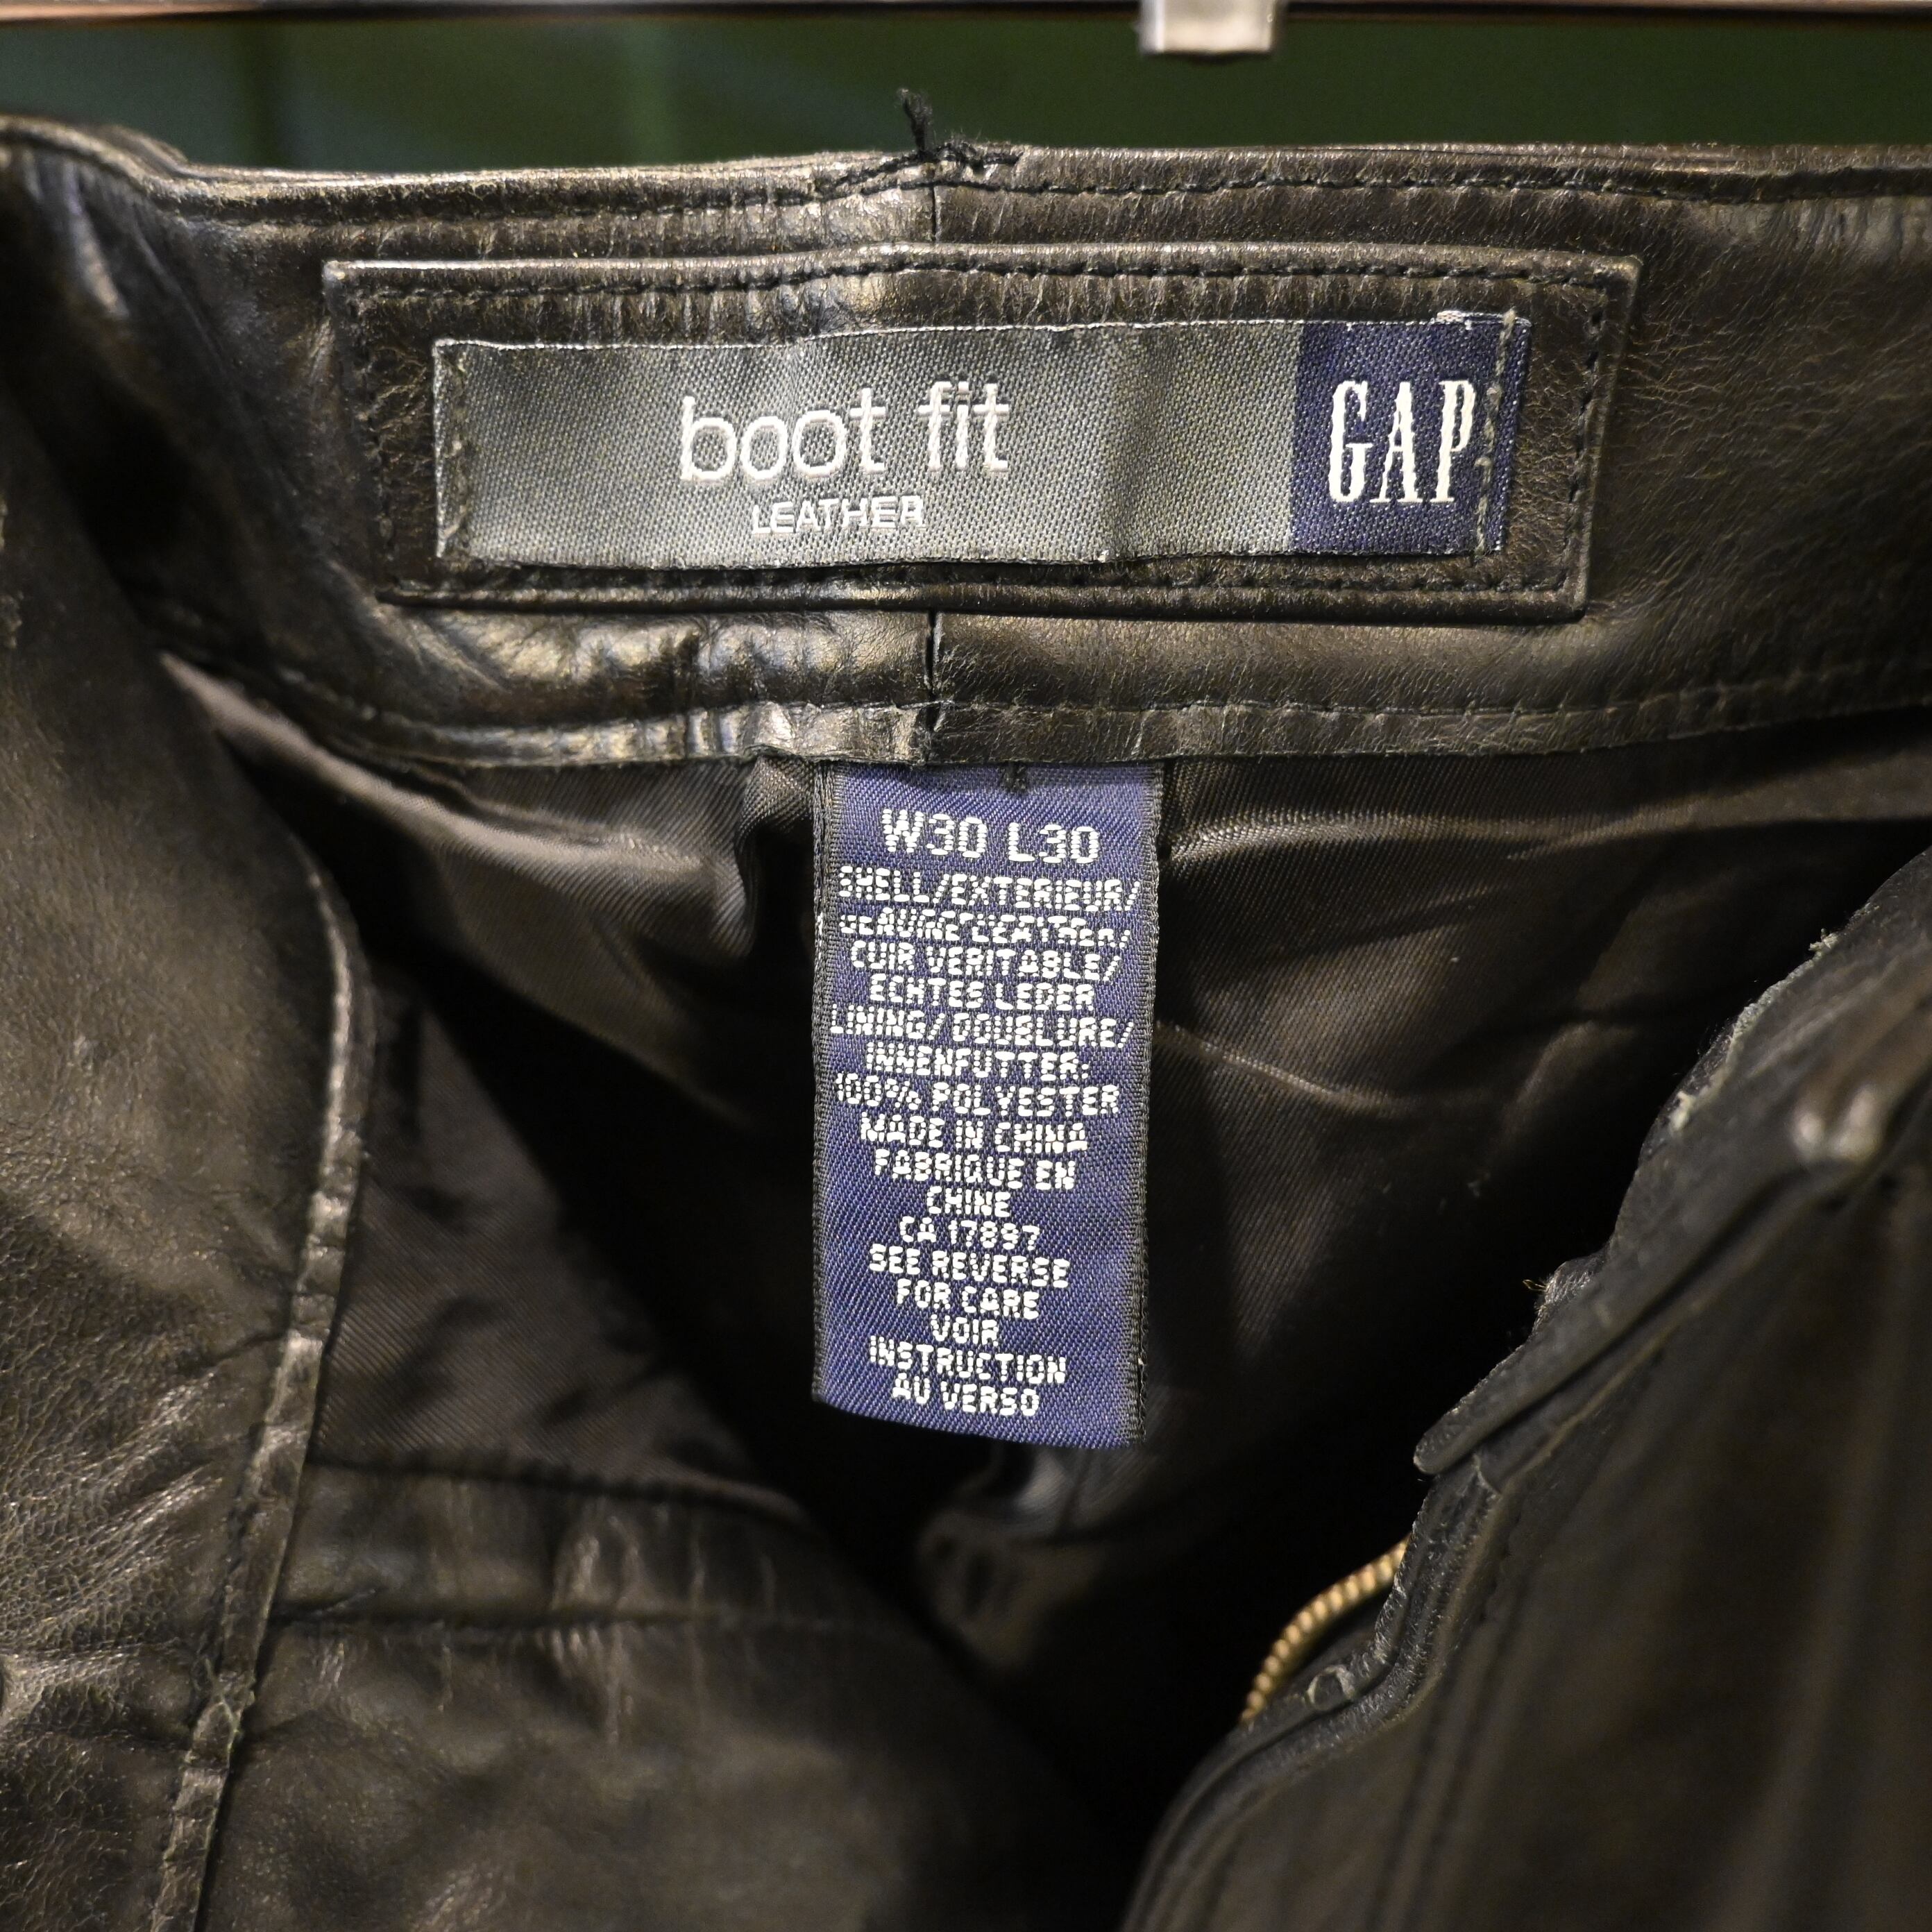 boot fit
LEATHER
GAP
W30 L30
SHELL/EXTERIEUR/
CUIR VERITABLE/
ECHTES LEDER
LINING/DOUBLURE/
INNENFUTTER:
100% POLYESTER
MADE IN CHINA
FABRIQUE EN
CHINE
CA 17897
SEE REVERSE
FOR CARE
VOIR
INSTRUCTION
AU VERSO